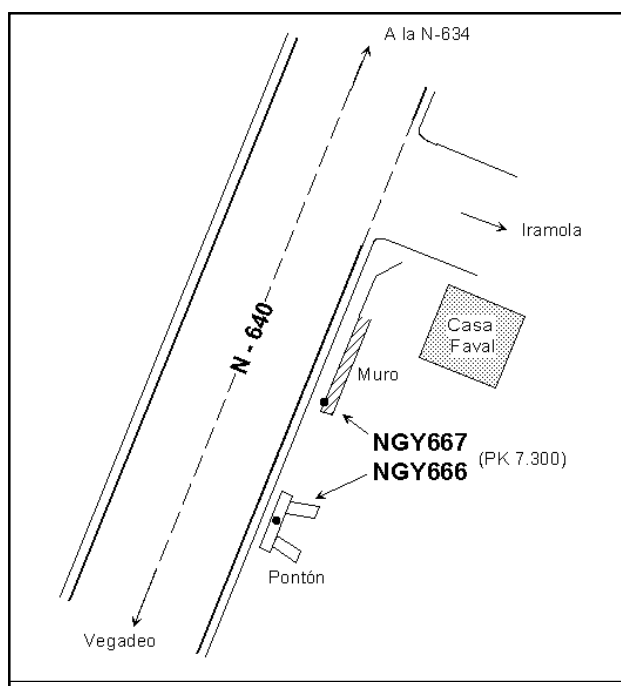 A la N-634
Iramola
N - 640
Casa
Faval
Muro
NGY667
NGY666
(PK 7.300)
Pontón
Vegadeo